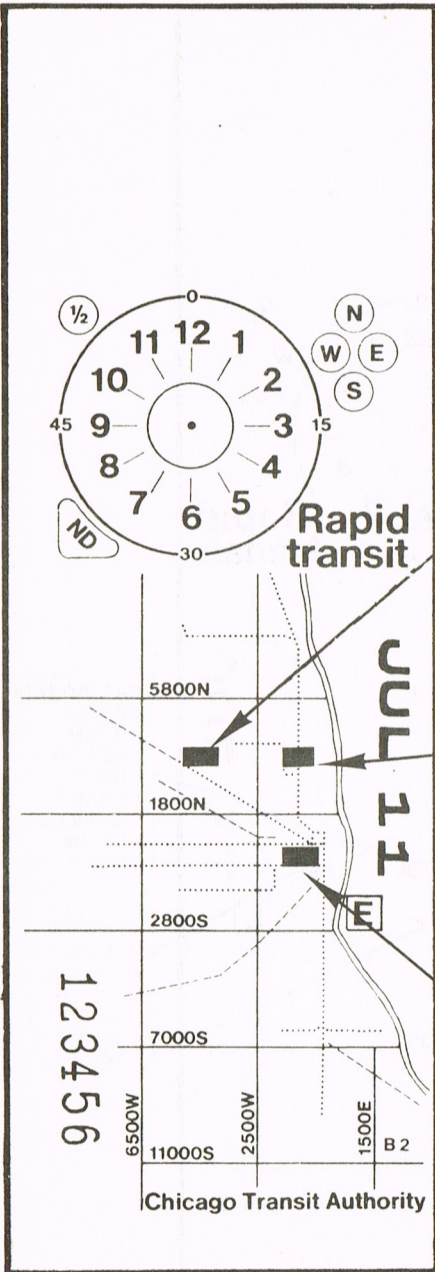 0
½
N
11 12 1
W E
10 2
S
45 9 3 15
8 4
7 6 5
ND
30
Rapid
transit
JUL 11
5800N
1800N
E
2800S
123456
7000S
6500W
2500W
1500E
B2
11000S
Chicago Transit Authority